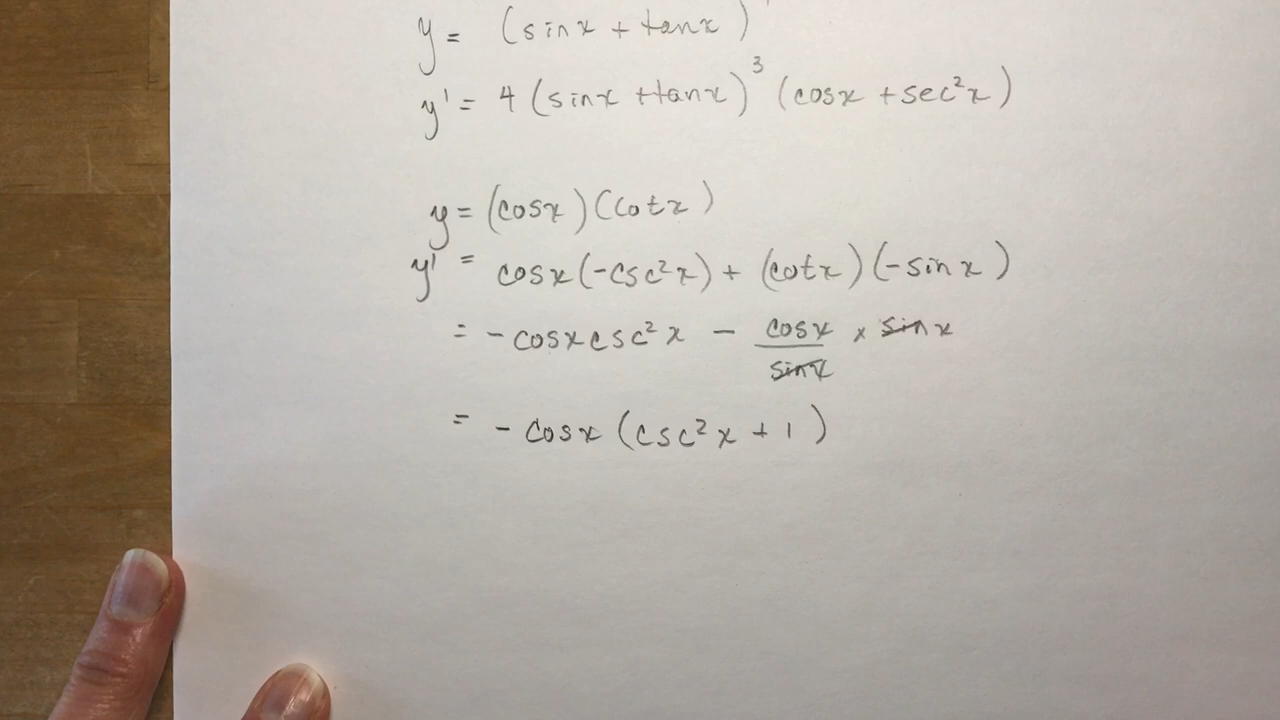 y = (sinx + tanx)
y' = 4 (sinx + tanx)³ (cosx + sec²x)
y = (cosx)(cotx)
y' = cosx(-csc²x) + (cotx)(-sinx)
= - cosxcsc²x - cosx/sinx × sinx
= - cosx (csc²x + 1)